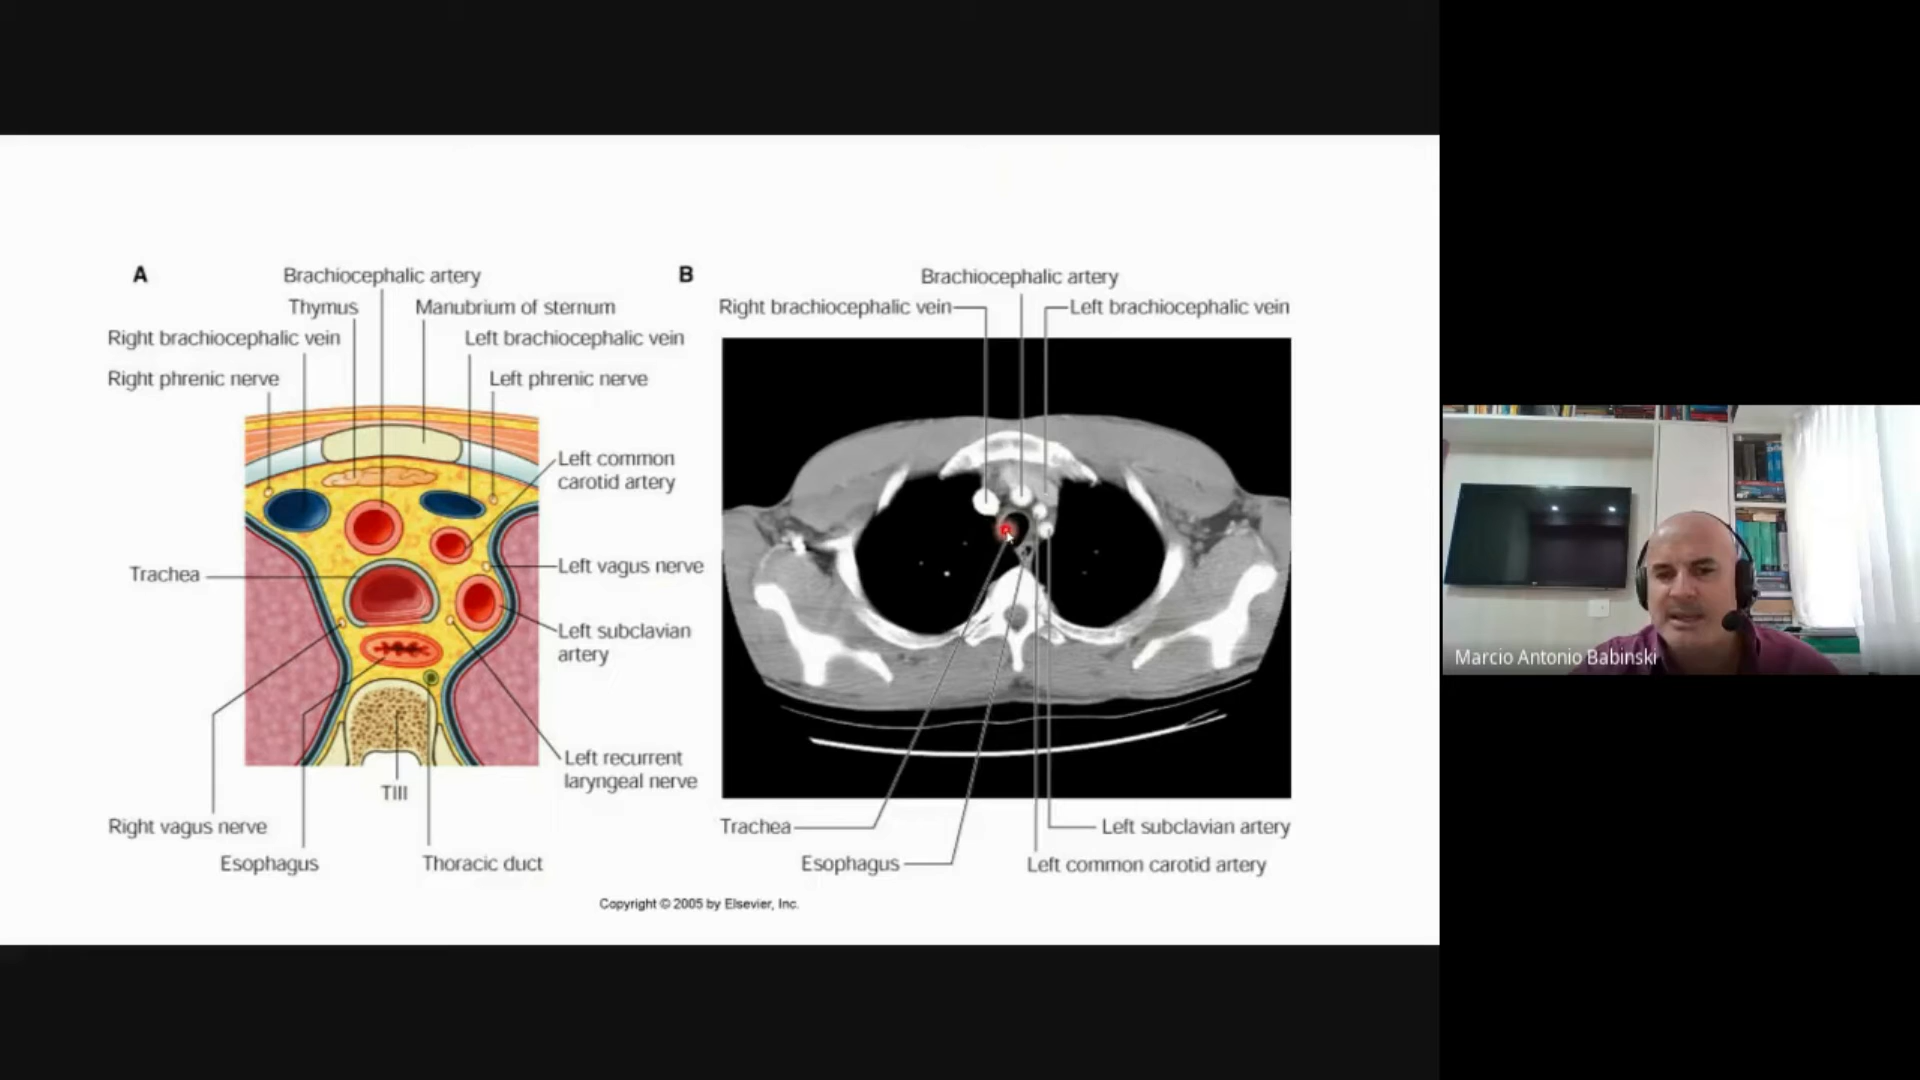 A
Brachiocephalic artery
Thymus
Manubrium of sternum
Right brachiocephalic vein
Left brachiocephalic vein
Right phrenic nerve
Left phrenic nerve
Left common
carotid artery
Trachea
Left vagus nerve
Left subclavian
artery
Left recurrent
laryngeal nerve
TIII
Right vagus nerve
Esophagus
Thoracic duct
B
Brachiocephalic artery
Right brachiocephalic vein
Left brachiocephalic vein
Trachea
Left subclavian artery
Esophagus
Left common carotid artery
Copyright © 2005 by Elsevier, Inc.
Marcio Antonio Babinski